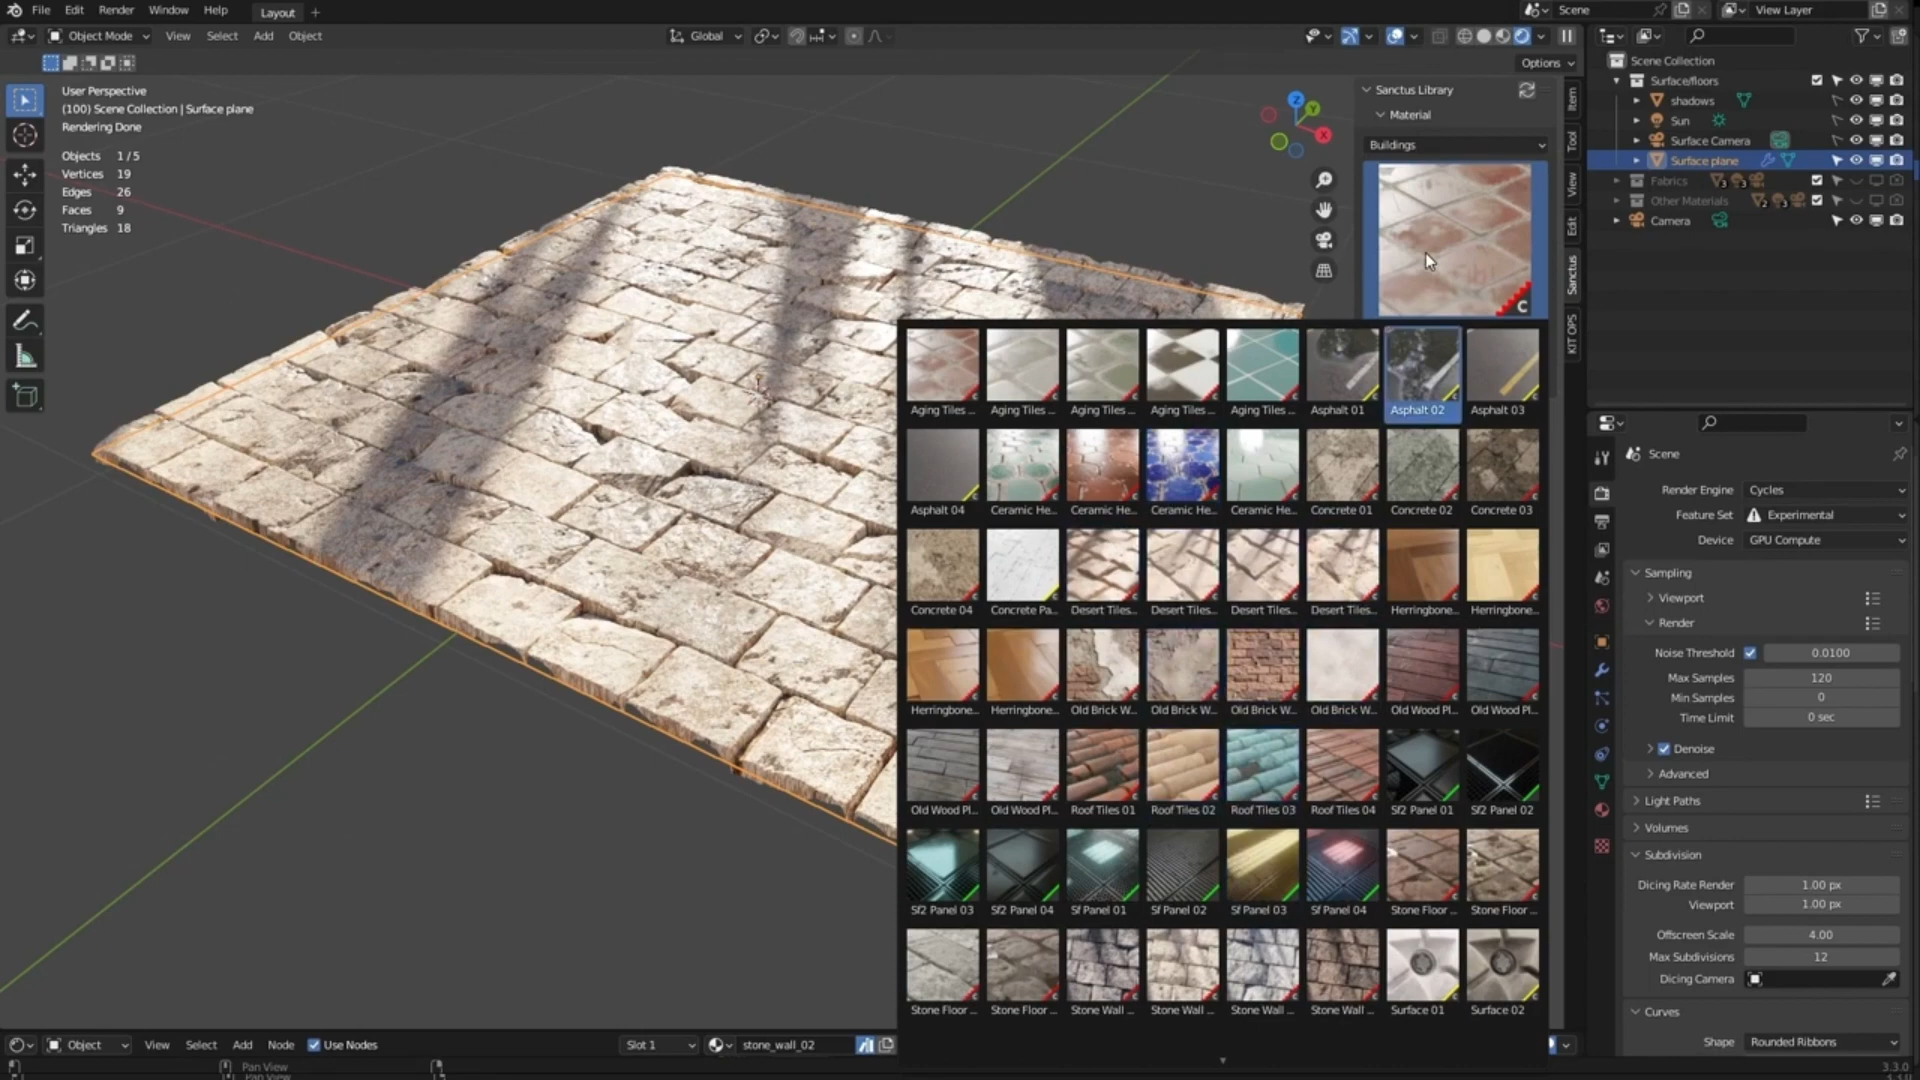 File Edit Render Window Help Layout + Scene View Layer
Object Mode View Select Add Object Global
Options
User Perspective
(100) Scene Collection | Surface plane
Rendering Done
Objects 1/5
Vertices 19
Edges 26
Faces 9
Triangles 18
Sanctus Library
Material
Buildings
Item
Tool
View
Edit
Sanctus
KIT OPS
C
Aging Tiles ... Aging Tiles ... Aging Tiles ... Aging Tiles ... Aging Tiles ... Asphalt 01 Asphalt 02 Asphalt 03
Asphalt 04 Ceramic He... Ceramic He... Ceramic He... Ceramic He... Concrete 01 Concrete 02 Concrete 03
Concrete 04 Concrete Pa... Desert Tiles... Desert Tiles... Desert Tiles... Desert Tiles... Herringbone... Herringbone...
Herringbone... Herringbone... Old Brick W... Old Brick W... Old Brick W... Old Brick W... Old Wood Pl... Old Wood Pl...
Old Wood Pl... Old Wood Pl... Roof Tiles 01 Roof Tiles 02 Roof Tiles 03 Roof Tiles 04 Sf2 Panel 01 Sf2 Panel 02
Sf2 Panel 03 Sf2 Panel 04 Sf Panel 01 Sf Panel 02 Sf Panel 03 Sf Panel 04 Stone Floor ... Stone Floor ...
Stone Floor ... Stone Floor ... Stone Wall ... Stone Wall ... Stone Wall ... Stone Wall ... Surface 01 Surface 02
Scene Collection
Surface/floors
shadows
Sun
Surface Camera
Surface plane
Fabrics
Other Materials
Camera
Scene
Render Engine Cycles
Feature Set Experimental
Device GPU Compute
Sampling
Viewport
Render
Noise Threshold 0.0100
Max Samples 120
Min Samples 0
Time Limit 0 sec
Denoise
Advanced
Light Paths
Volumes
Subdivision
Dicing Rate Render 1.00 px
Viewport 1.00 px
Offscreen Scale 4.00
Max Subdivisions 12
Dicing Camera
Curves
Shape Rounded Ribbons
Object View Select Add Node Use Nodes Slot 1 stone_wall_02
Pan View
3.3.0